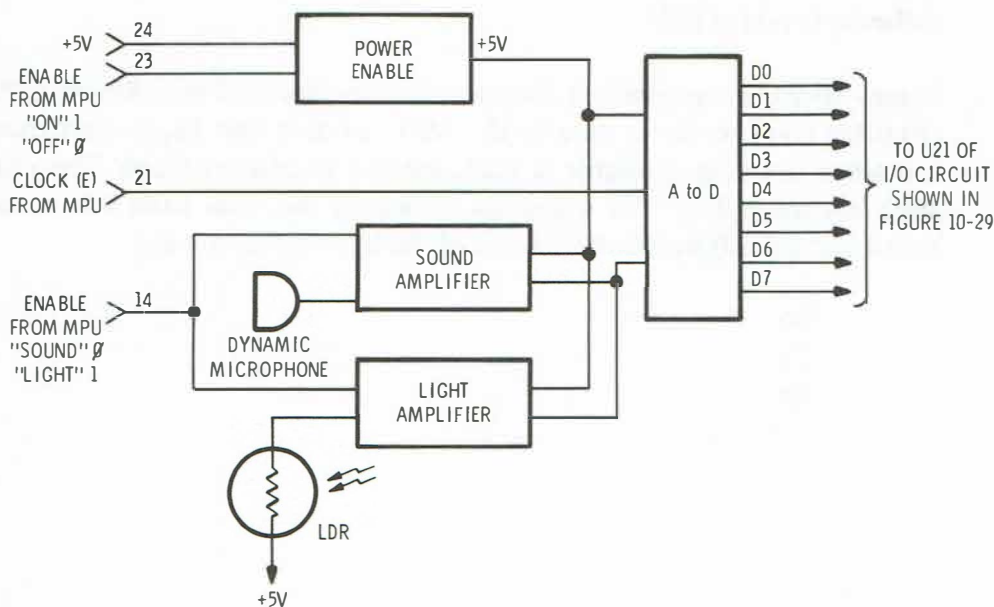 24
+5V
23
ENABLE
FROM MPU
"ON" 1
"OFF" Ø
POWER
ENABLE
+5V
CLOCK (E)
FROM MPU
21
A to D
D0
D1
D2
D3
D4
D5
D6
D7
TO U21 OF
I/O CIRCUIT
SHOWN IN
FIGURE 10-29
ENABLE
FROM MPU
"SOUND" Ø
"LIGHT" 1
14
SOUND
AMPLIFIER
DYNAMIC
MICROPHONE
LIGHT
AMPLIFIER
LDR
+5V